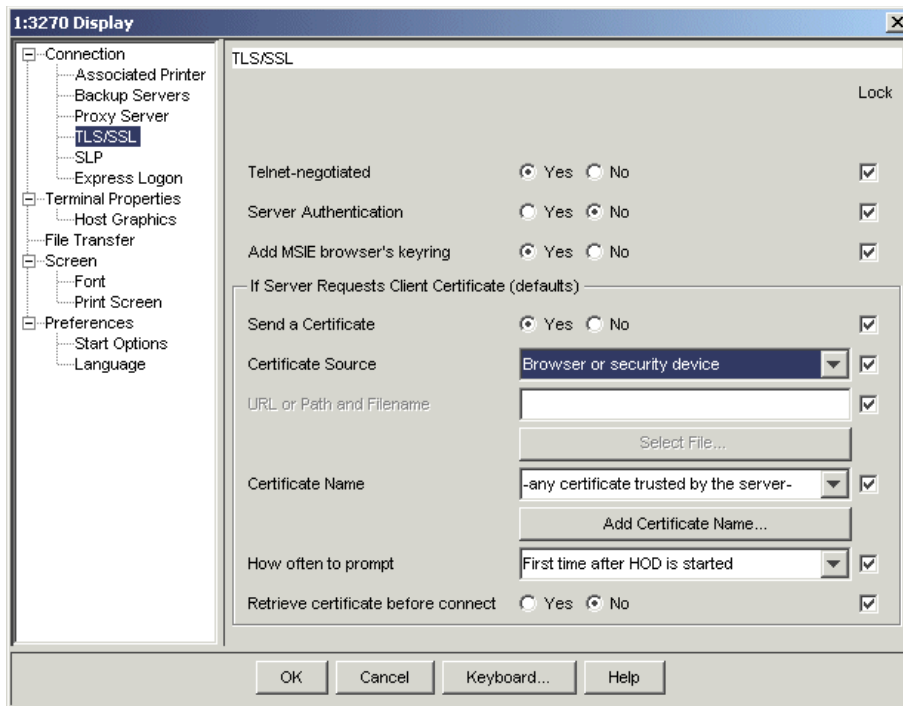 1:3270 Display
Connection
Associated Printer
Backup Servers
Proxy Server
TLS/SSL
SLP
Express Logon
Terminal Properties
Host Graphics
File Transfer
Screen
Font
Print Screen
Preferences
Start Options
Language
TLS/SSL
Lock
Telnet-negotiated Yes No
Server Authentication Yes No
Add MSIE browser's keyring Yes No
If Server Requests Client Certificate (defaults)
Send a Certificate Yes No
Certificate Source Browser or security device
URL or Path and Filename
Select File...
Certificate Name -any certificate trusted by the server-
Add Certificate Name...
How often to prompt First time after HOD is started
Retrieve certificate before connect Yes No
OK Cancel Keyboard... Help